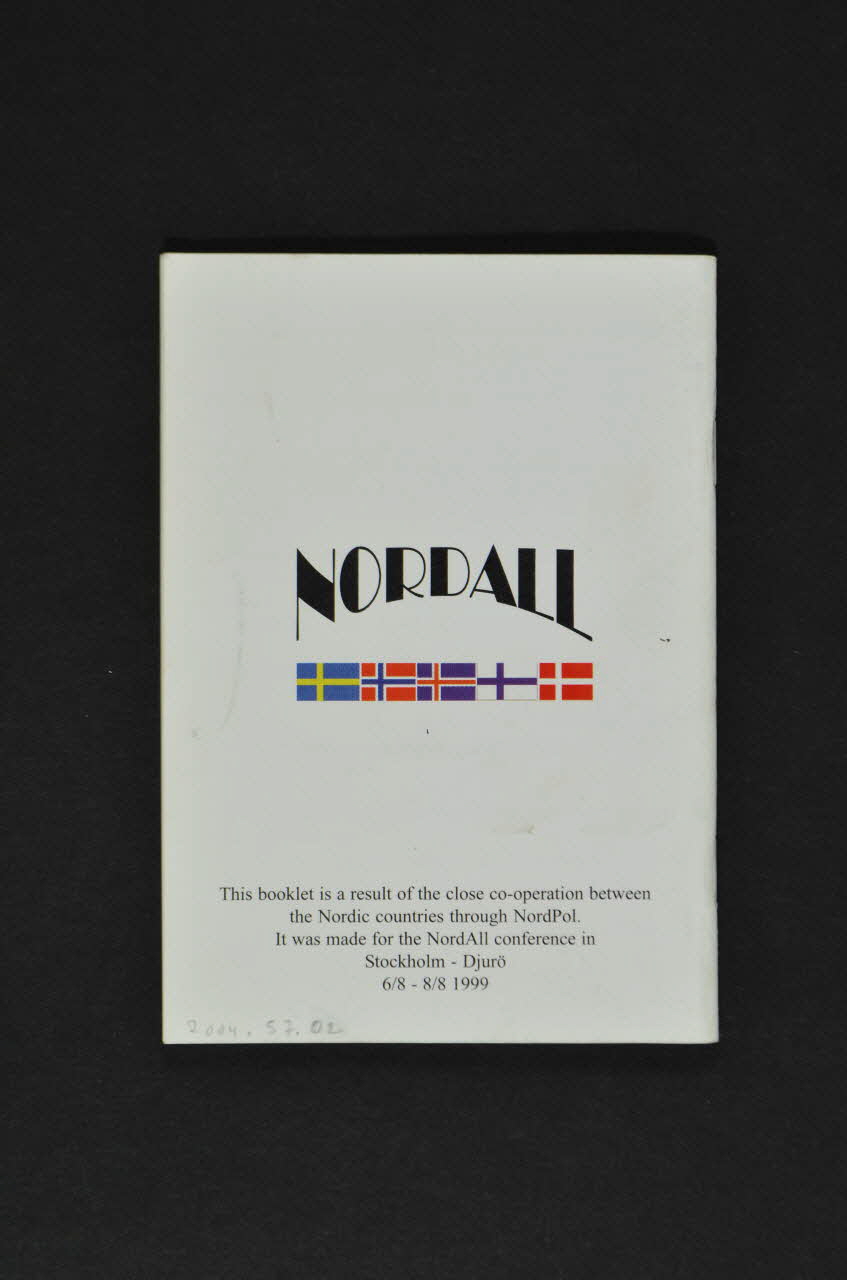 NORDALL
This booklet is a result of the close co-operation between
the Nordic countries through NordPol.
It was made for the NordAll conference in
Stockholm - Djurö
6/8 - 8/8 1999
2004.57.02